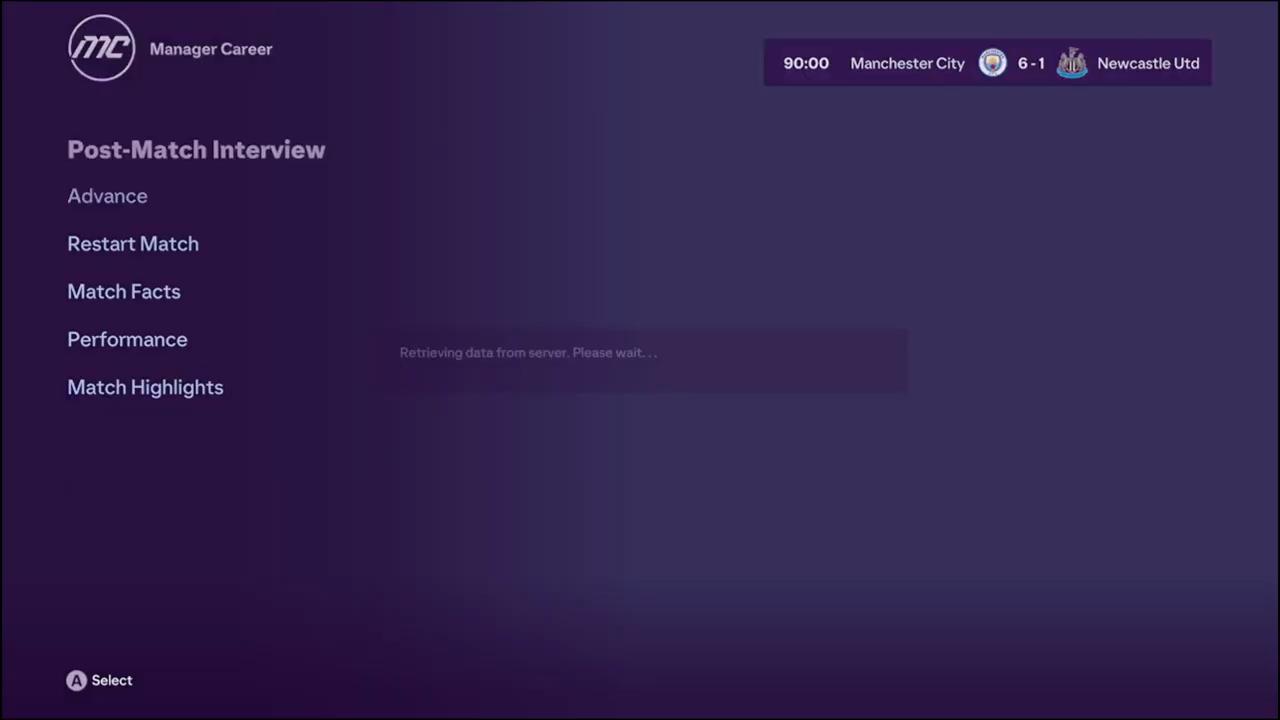 MC Manager Career
90:00 Manchester City 6 - 1 Newcastle Utd
Post-Match Interview
Advance
Restart Match
Match Facts
Performance
Match Highlights
Retrieving data from server. Please wait. . .
A Select